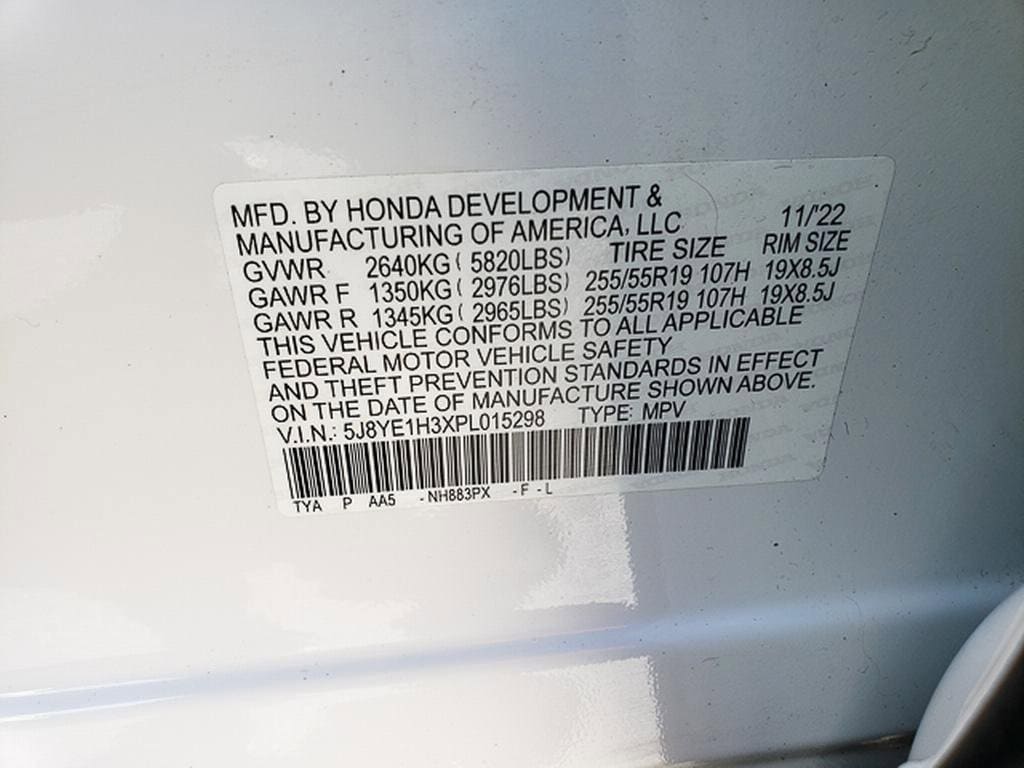 MFD. BY HONDA DEVELOPMENT &
MANUFACTURING OF AMERICA, LLC 11/'22
GVWR 2640KG ( 5820LBS) TIRE SIZE RIM SIZE
GAWR F 1350KG ( 2976LBS) 255/55R19 107H 19X8.5J
GAWR R 1345KG ( 2965LBS) 255/55R19 107H 19X8.5J
THIS VEHICLE CONFORMS TO ALL APPLICABLE
FEDERAL MOTOR VEHICLE SAFETY
AND THEFT PREVENTION STANDARDS IN EFFECT
ON THE DATE OF MANUFACTURE SHOWN ABOVE.
V.I.N.: 5J8YE1H3XPL015298 TYPE: MPV
TYA P AA5 -NH883PX -F -L